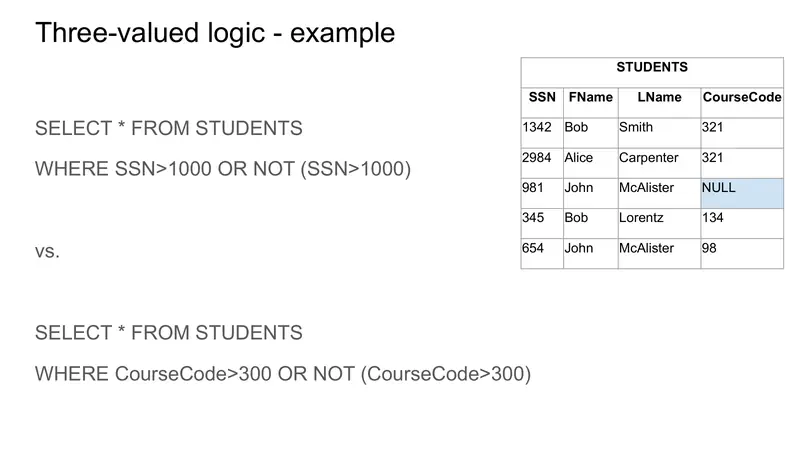 Three-valued logic - example
SELECT * FROM STUDENTS
WHERE SSN>1000 OR NOT (SSN>1000)
vs.
SELECT * FROM STUDENTS
WHERE CourseCode>300 OR NOT (CourseCode>300)
STUDENTS
SSN FName LName CourseCode
1342 Bob Smith 321
2984 Alice Carpenter 321
981 John McAlister NULL
345 Bob Lorentz 134
654 John McAlister 98